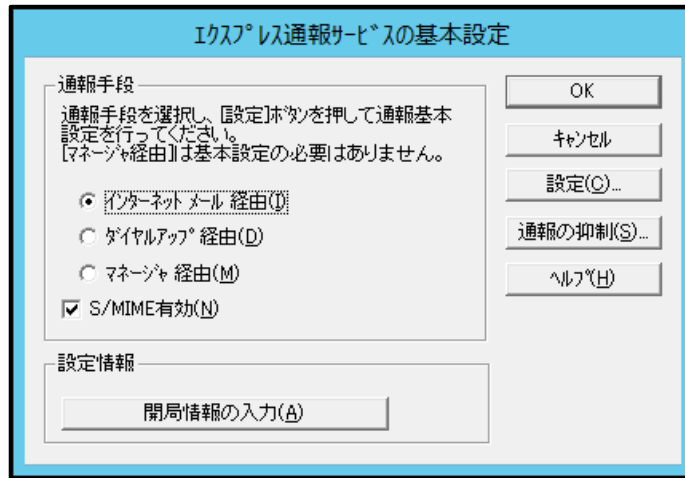 ｴｸｽﾌﾟﾚｽ通報ｻｰﾋﾞｽの基本設定
通報手段
通報手段を選択し、[設定]ﾎﾞﾀﾝを押して通報基本
設定を行ってください。
[ﾏﾈｰｼﾞｬ経由]は基本設定の必要はありません。
ｲﾝﾀｰﾈｯﾄ ﾒｰﾙ 経由(I)
ﾀﾞｲﾔﾙｱｯﾌﾟ 経由(D)
ﾏﾈｰｼﾞｬ 経由(M)
S/MIME有効(N)
設定情報
開局情報の入力(A)
OK
ｷｬﾝｾﾙ
設定(C)...
通報の抑制(S)...
ﾍﾙﾌﾟ(H)